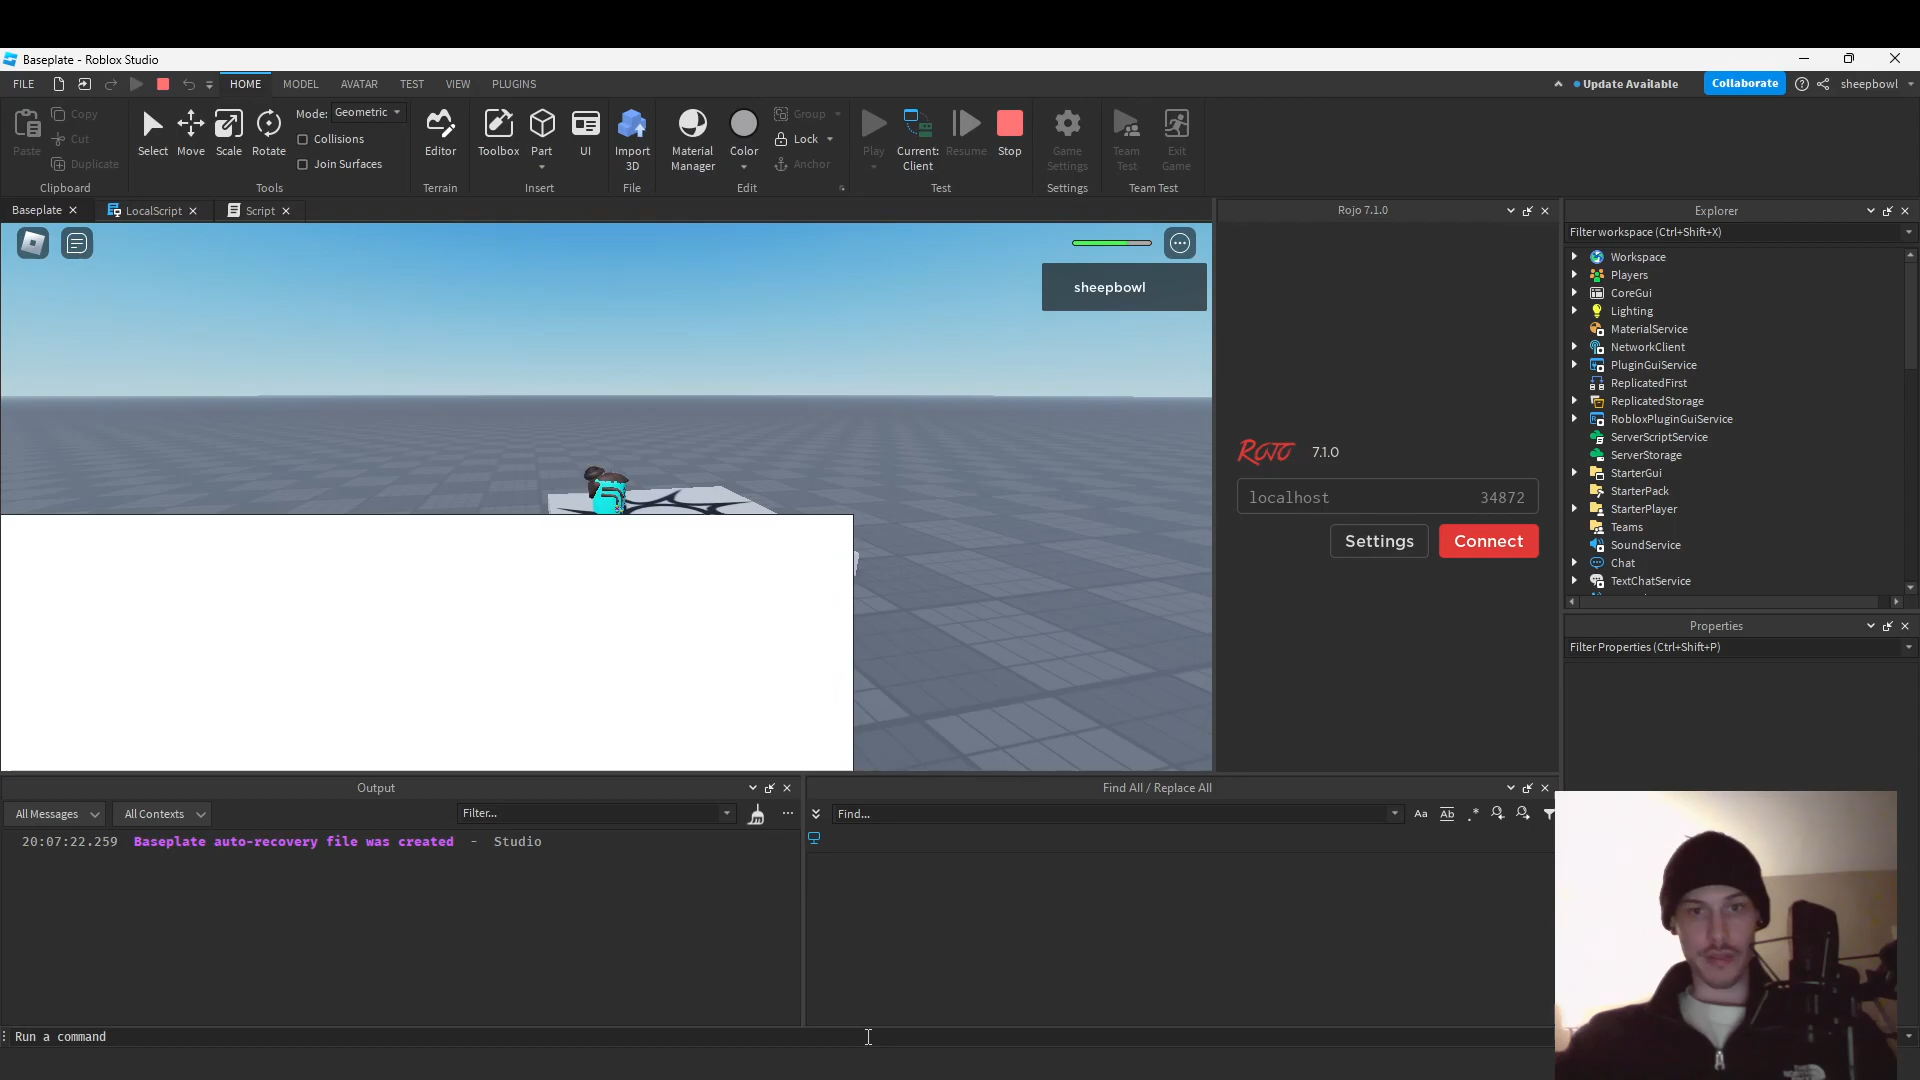 Baseplate - Roblox Studio
FILE HOME MODEL AVATAR TEST VIEW PLUGINS Update Available Collaborate sheepbowl
Paste Copy Cut Duplicate Clipboard
Select Move Scale Rotate Mode: Geometric Collisions Join Surfaces Tools
Editor Terrain
Toolbox Part UI Insert
Import 3D File
Material Manager Color Group Lock Anchor Edit
Play Current: Client Resume Stop Test
Game Settings Settings
Team Test Exit Game Team Test
Baseplate LocalScript Script
sheepbowl
Rojo 7.1.0
ROJO 7.1.0
localhost 34872
Settings Connect
Explorer
Filter workspace (Ctrl+Shift+X)
Workspace
Players
CoreGui
Lighting
MaterialService
NetworkClient
PluginGuiService
ReplicatedFirst
ReplicatedStorage
RobloxPluginGuiService
ServerScriptService
ServerStorage
StarterGui
StarterPack
StarterPlayer
Teams
SoundService
Chat
TextChatService
Properties
Filter Properties (Ctrl+Shift+P)
Output
All Messages All Contexts Filter...
20:07:22.259 Baseplate auto-recovery file was created - Studio
Find All / Replace All
Find... Aa Ab .*
Run a command